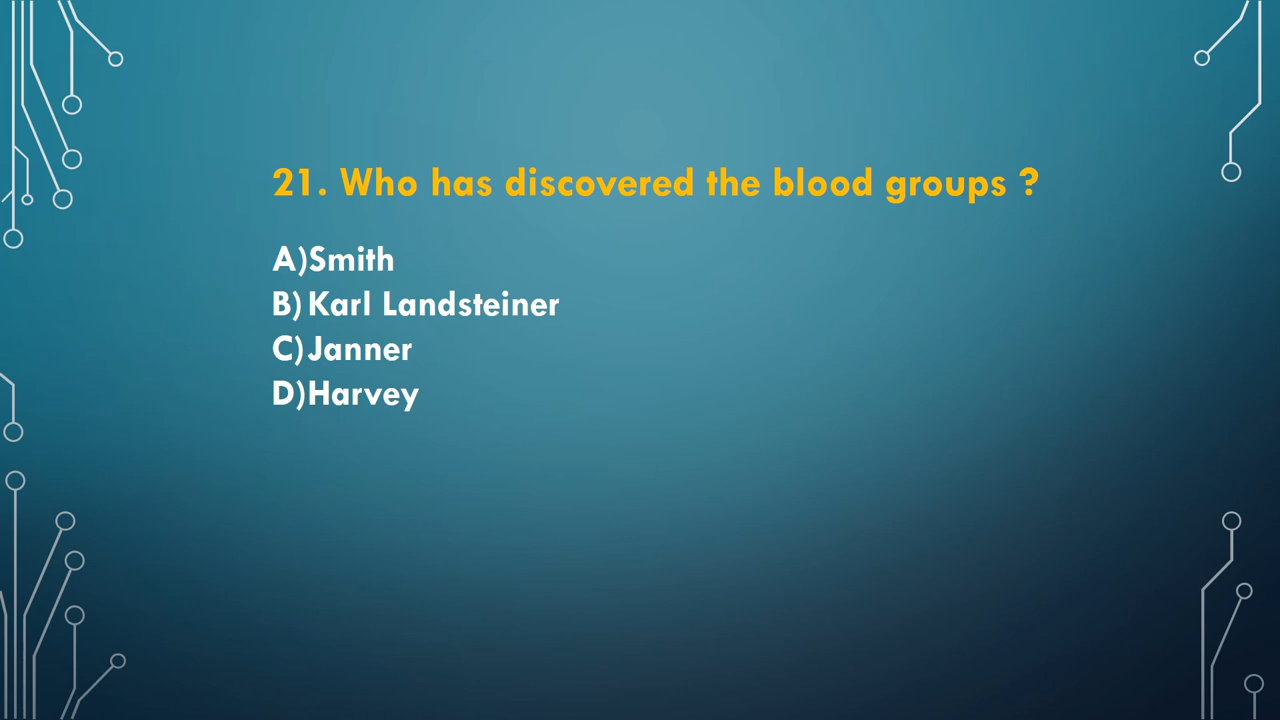 21. Who has discovered the blood groups ?
A)Smith
B) Karl Landsteiner
C)Janner
D)Harvey